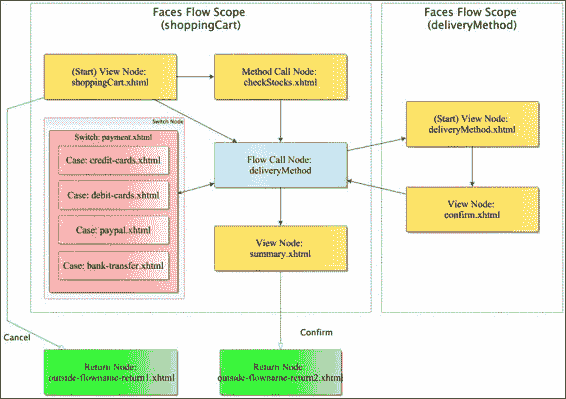 Faces Flow Scope
(shoppingCart)
Faces Flow Scope
(deliveryMethod)
(Start) View Node:
shoppingCart.xhtml
Method Call Node:
checkStocks.xhtml
Switch Node
Switch: payment.xhtml
Case: credit-cards.xhtml
Case: debit-cards.xhtml
Case: paypal.xhtml
Case: bank-transfer.xhtml
Flow Call Node:
deliveryMethod
(Start) View Node:
deliveryMethod.xhtml
View Node:
confirm.xhtml
View Node:
summary.xhtml
Cancel
Confirm
Return Node:
outside-flowname-return1.xhtml
Return Node:
outside-flowname-return2.xhtml